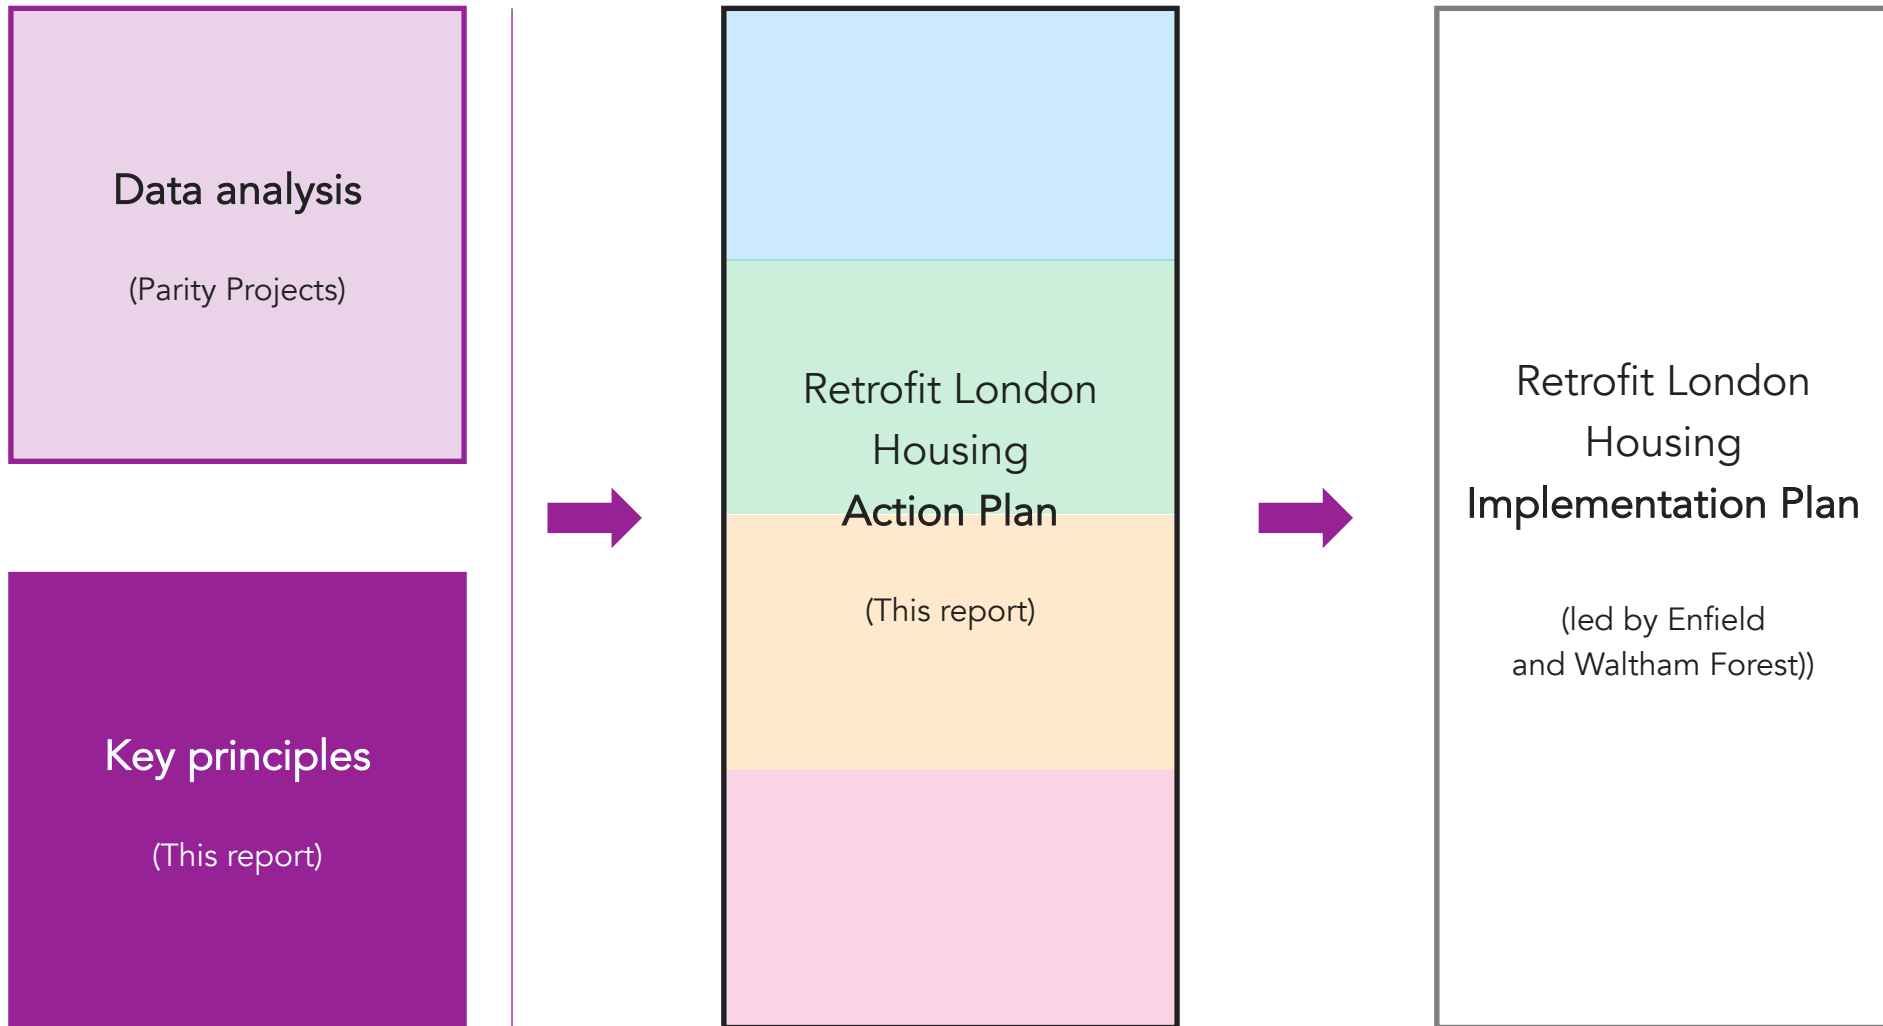 Data analysis
(Parity Projects)
Key principles
(This report)
Retrofit London
Housing
Action Plan
(This report)
Retrofit London
Housing
Implementation Plan
(led by Enfield
and Waltham Forest))